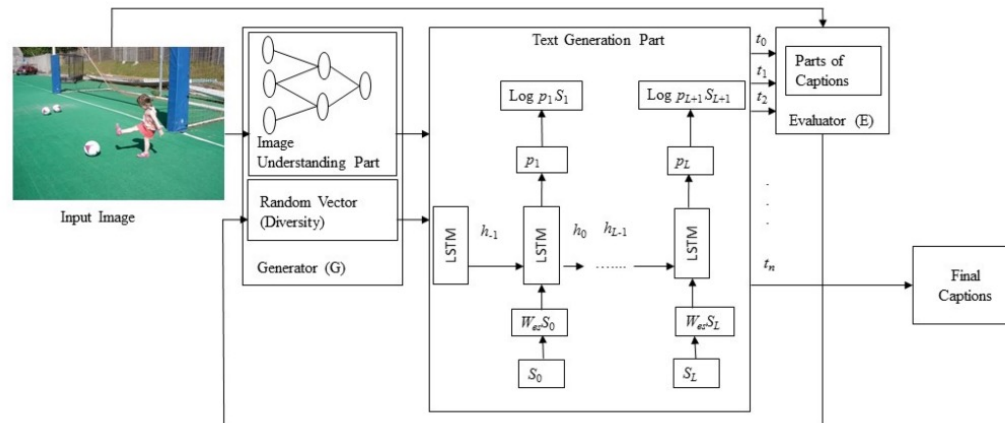 Input Image
Image
Understanding Part
Random Vector
(Diversity)
Generator (G)
Text Generation Part
Log p1S1
Log pL+1SL+1
p1
pL
LSTM
h-1
LSTM
h0
hL-1
.......
LSTM
WesS0
WesSL
S0
SL
t0
t1
t2
.
.
.
.
tn
Parts of
Captions
Evaluator (E)
Final
Captions